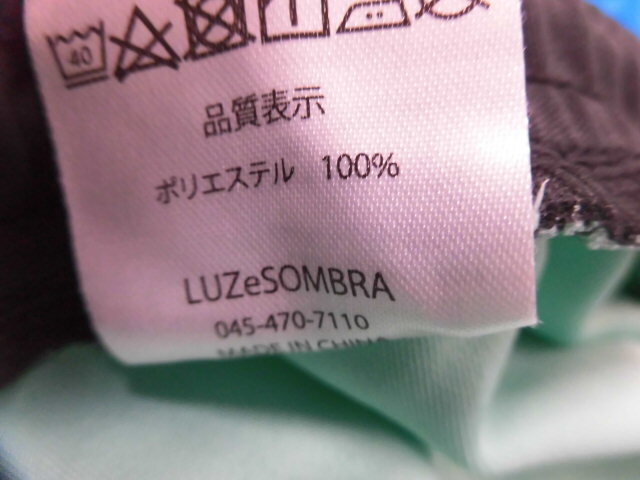 40
品質表示
ポリエステル 100%
LUZeSOMBRA
045-470-7110
MADE IN CHINA